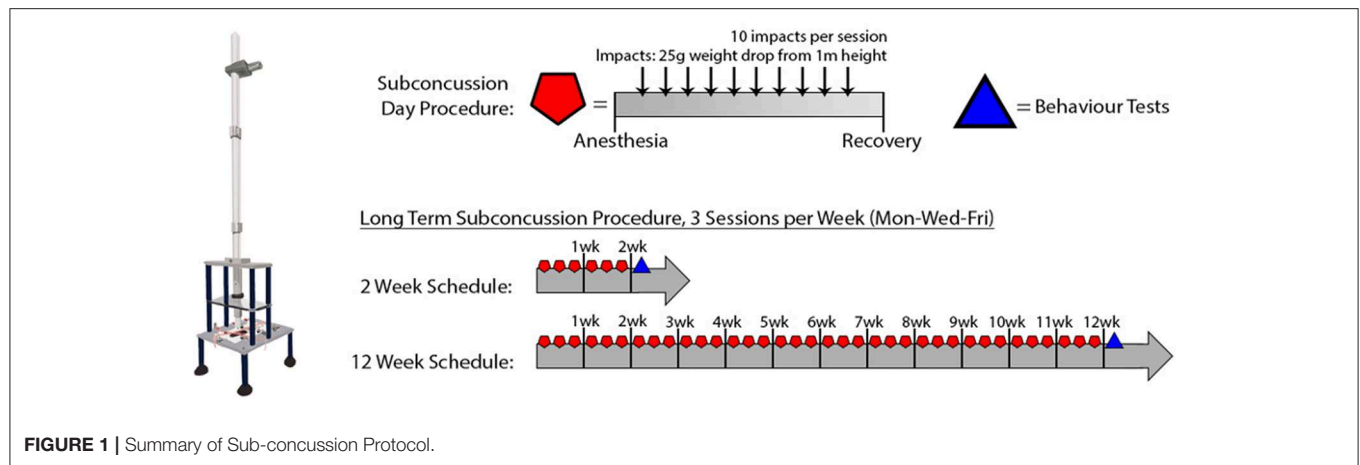 10 impacts per session
Impacts: 25g weight drop from 1m height
Subconcussion
Day Procedure:
=
= Behaviour Tests
Anesthesia
Recovery
Long Term Subconcussion Procedure, 3 Sessions per Week (Mon-Wed-Fri)
1wk 2wk
2 Week Schedule:
1wk 2wk 3wk 4wk 5wk 6wk 7wk 8wk 9wk 10wk 11wk 12wk
12 Week Schedule:
FIGURE 1 | Summary of Sub-concussion Protocol.